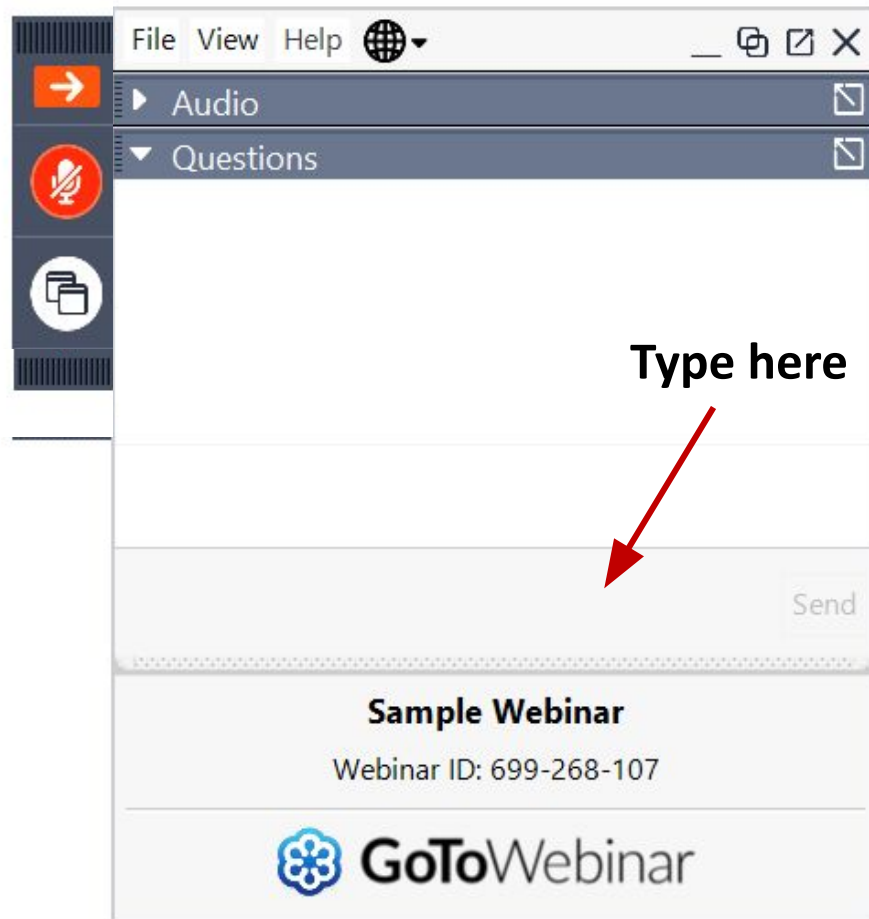 File View Help
Audio
Questions
Type here
Send
Sample Webinar
Webinar ID: 699-268-107
GoToWebinar